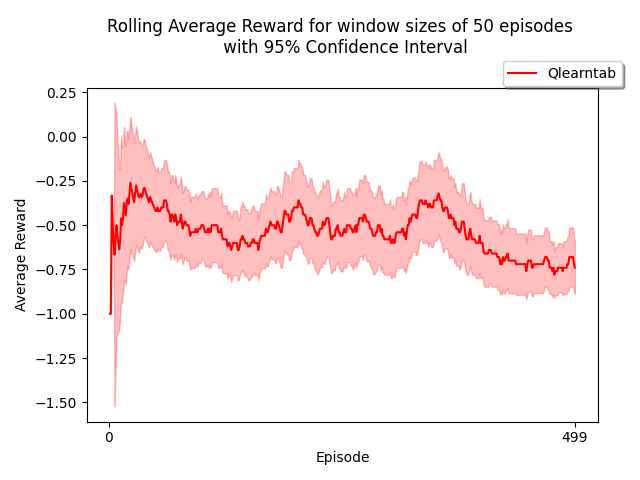 Rolling Average Reward for window sizes of 50 episodes
with 95% Confidence Interval
Qlearntab
0.25
0.00
−0.25
−0.50
−0.75
−1.00
−1.25
−1.50
Average Reward
0
499
Episode